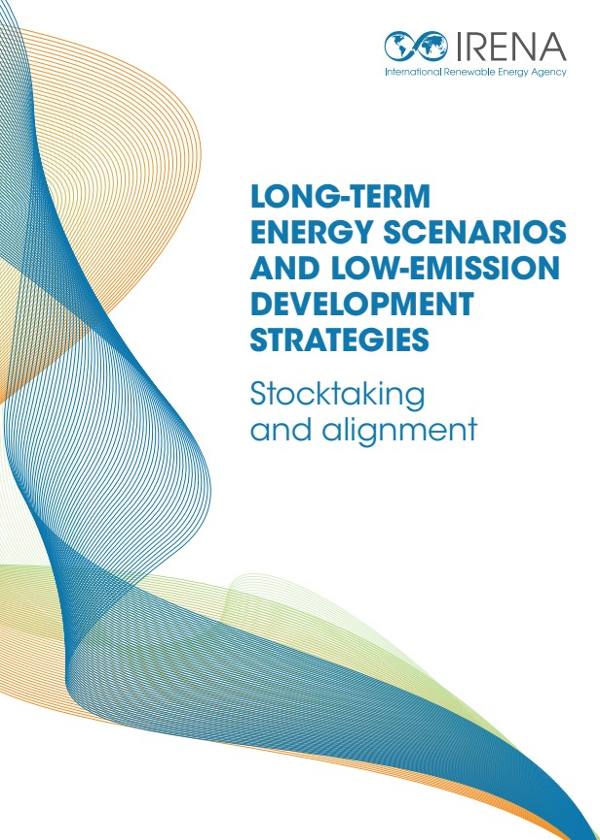 IRENA
International Renewable Energy Agency
LONG-TERM
ENERGY SCENARIOS
AND LOW-EMISSION
DEVELOPMENT
STRATEGIES
Stocktaking
and alignment